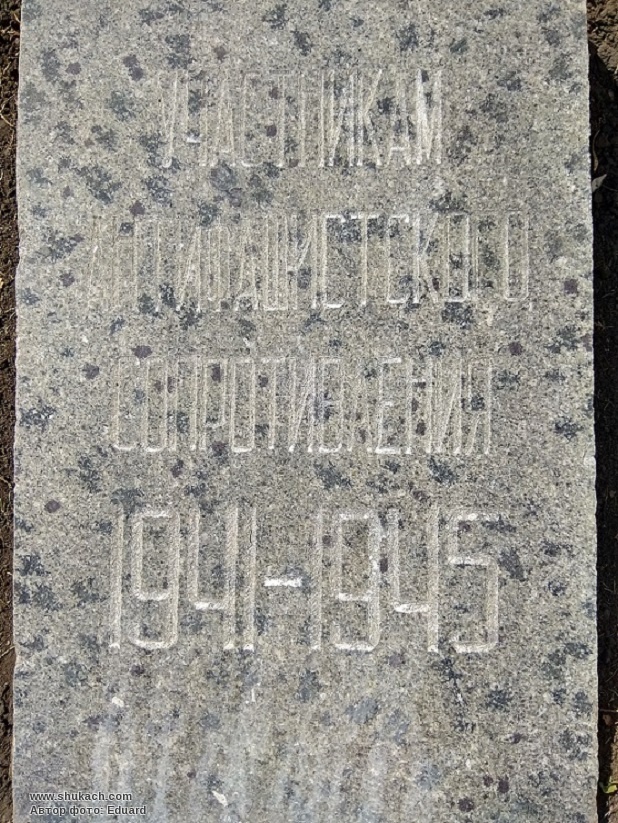 УЧАСТНИКАМ
АНТИФАШИСТСКОГО
СОПРОТИВЛЕНИЯ
1941-1945
www.shukach.com
Автор фото: Eduard